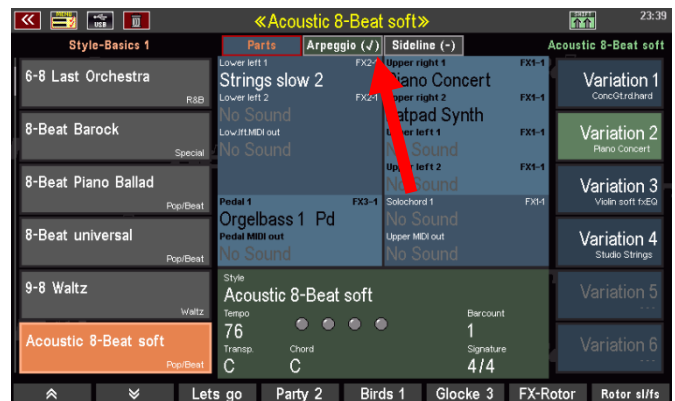 MENU
USB
«Acoustic 8-Beat soft»
23:39
Style-Basics 1
Parts
Arpeggio (√)
Sideline (-)
Acoustic 8-Beat soft
6-8 Last Orchestra
R&B
8-Beat Barock
Special
8-Beat Piano Ballad
Pop/Beat
8-Beat universal
Pop/Beat
9-8 Waltz
Waltz
Acoustic 8-Beat soft
Pop/Beat
Lower left 1 FX2-1
Strings slow 2
Lower left 2 FX2-1
No Sound
Low.lft.MIDI out
No Sound
Upper right 1 FX1-1
Piano Concert
Upper right 2 FX1-1
Synth
left 1 FX1-1
Sound
left 2 FX1-1
No Sound
Pedal 1 FX3-1
Orgelbass 1 Pd
Pedal MIDI out
No Sound
Solochord 1 FX1-1
No Sound
Upper MIDI out
No Sound
Style
Acoustic 8-Beat soft
Tempo
76
Barcount
1
Transp. Chord Signature
C C 4/4
Variation 1
ConcGtr.d.hard
Variation 2
Piano Concert
Variation 3
Violin soft fxEQ
Variation 4
Studio Strings
Variation 5
---
Variation 6
---
Lets go Party 2 Birds 1 Glocke 3 FX-Rotor Rotor sl/fs